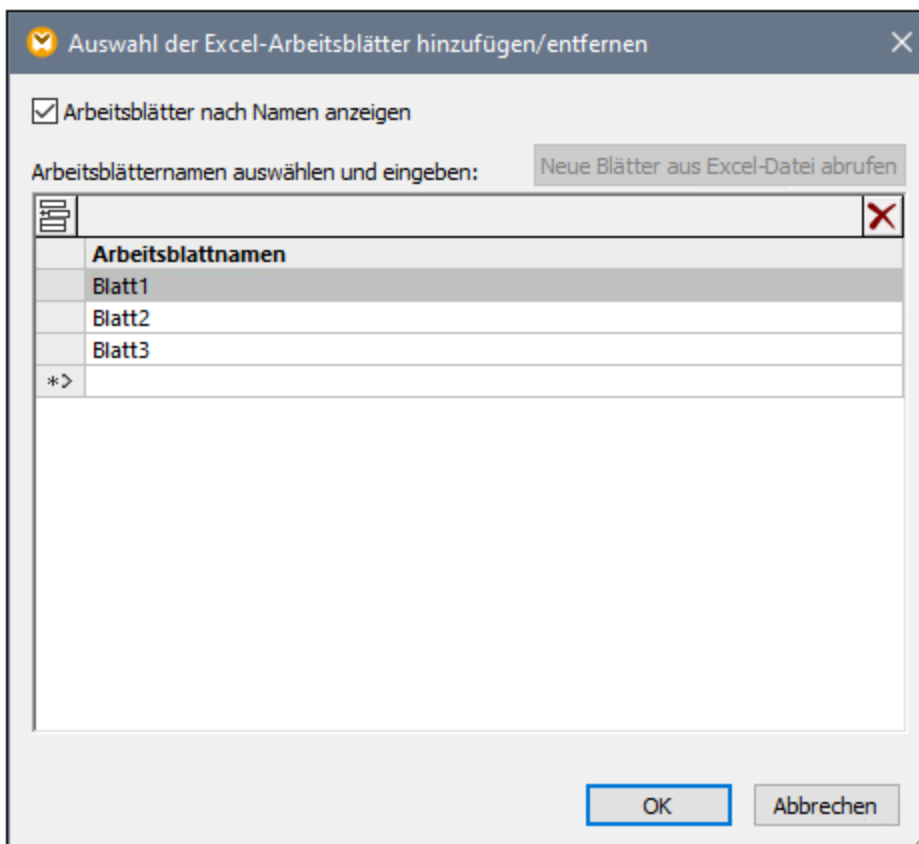 Auswahl der Excel-Arbeitsblätter hinzufügen/entfernen
Arbeitsblätter nach Namen anzeigen
Arbeitsblätternamen auswählen und eingeben:
Neue Blätter aus Excel-Datei abrufen
Arbeitsblattnamen
Blatt1
Blatt2
Blatt3
OK
Abbrechen